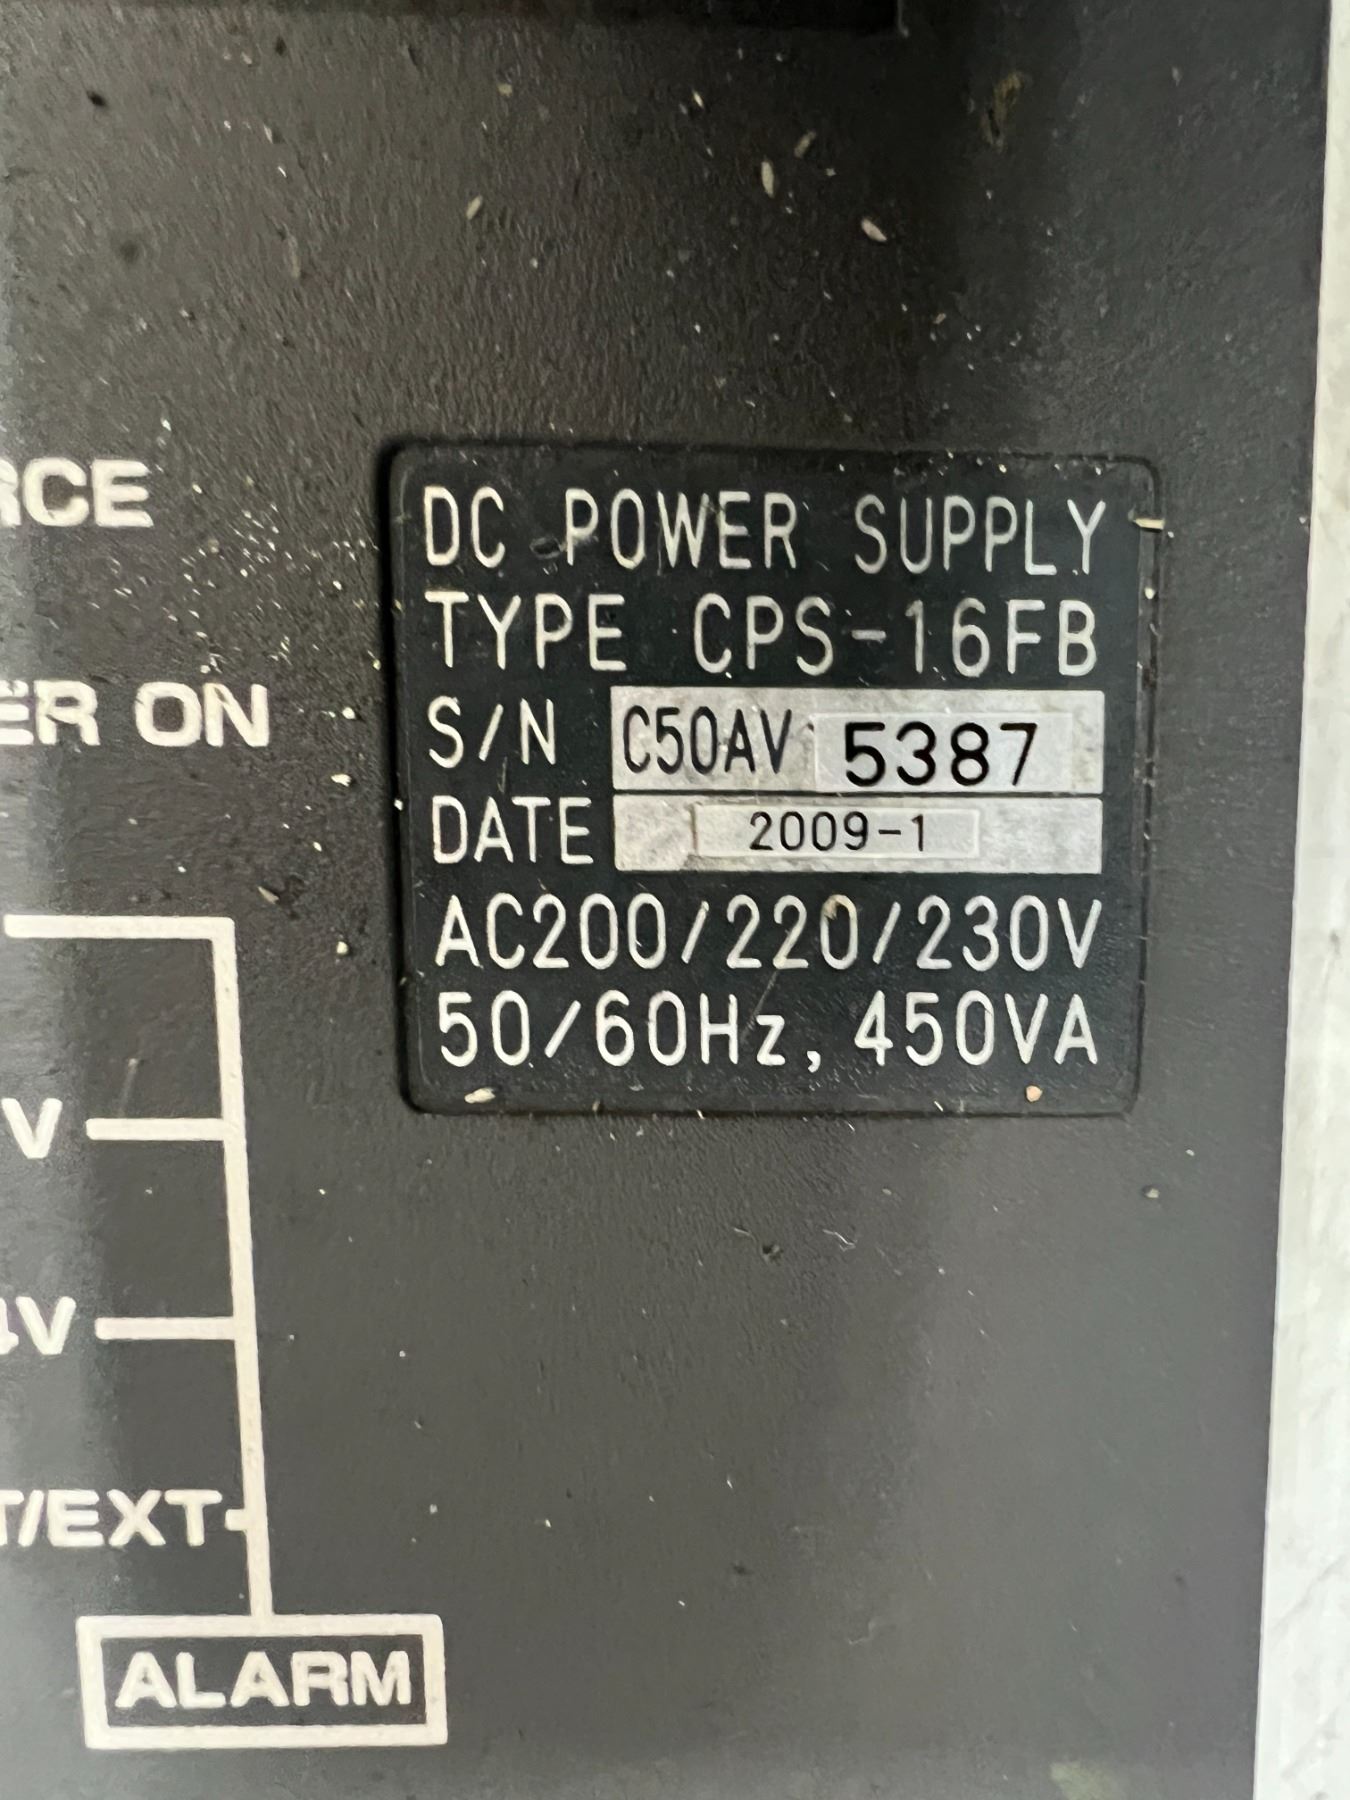 RCE
ER ON
DC POWER SUPPLY
TYPE CPS-16FB
S/N C50AV 5387
DATE 2009-1
AC200/220/230V
50/60Hz, 450VA
V
4V
T/EXT
ALARM